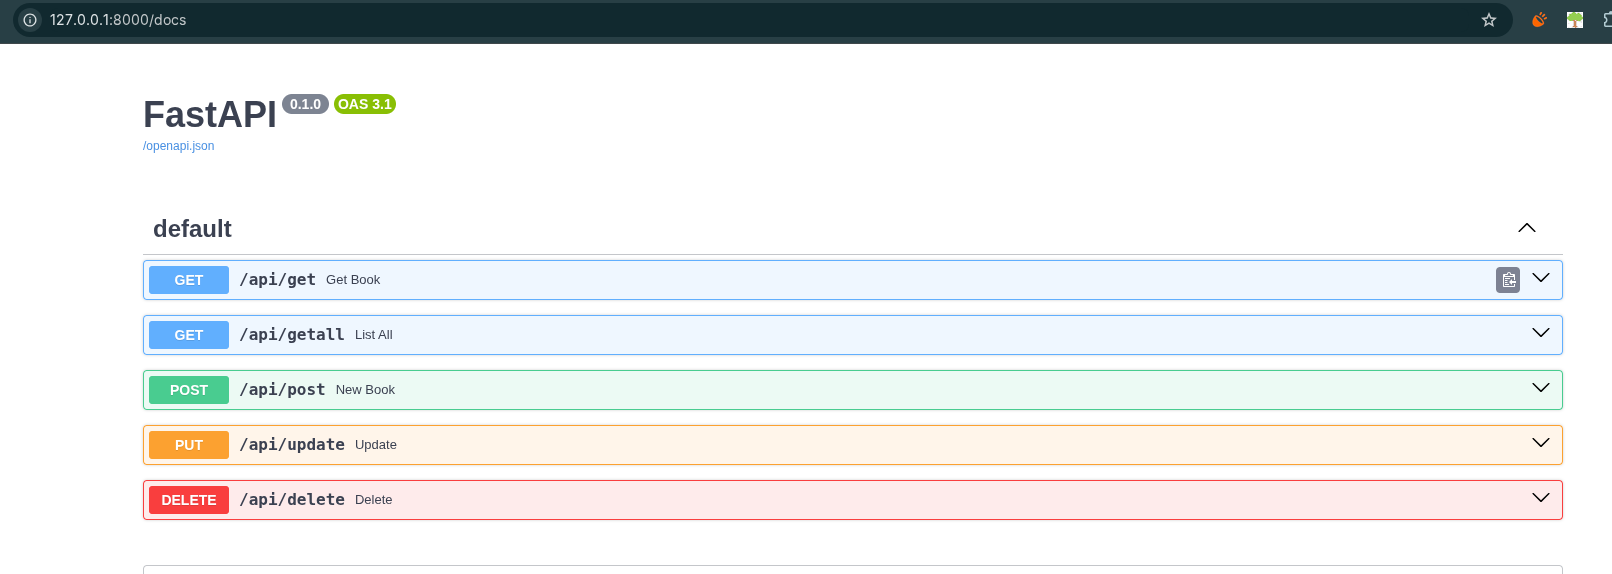 127.0.0.1:8000/docs
FastAPI 0.1.0 OAS 3.1
/openapi.json
default
GET /api/get Get Book
GET /api/getall List All
POST /api/post New Book
PUT /api/update Update
DELETE /api/delete Delete